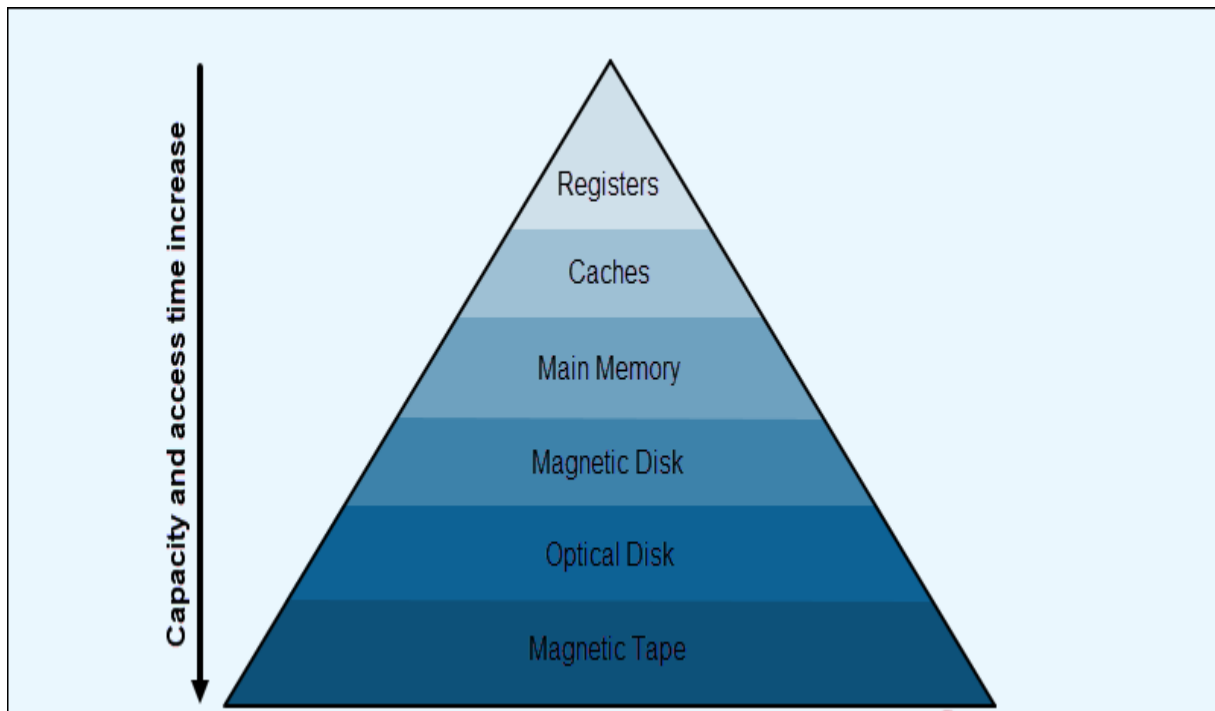 Capacity and access time increase
Registers
Caches
Main Memory
Magnetic Disk
Optical Disk
Magnetic Tape